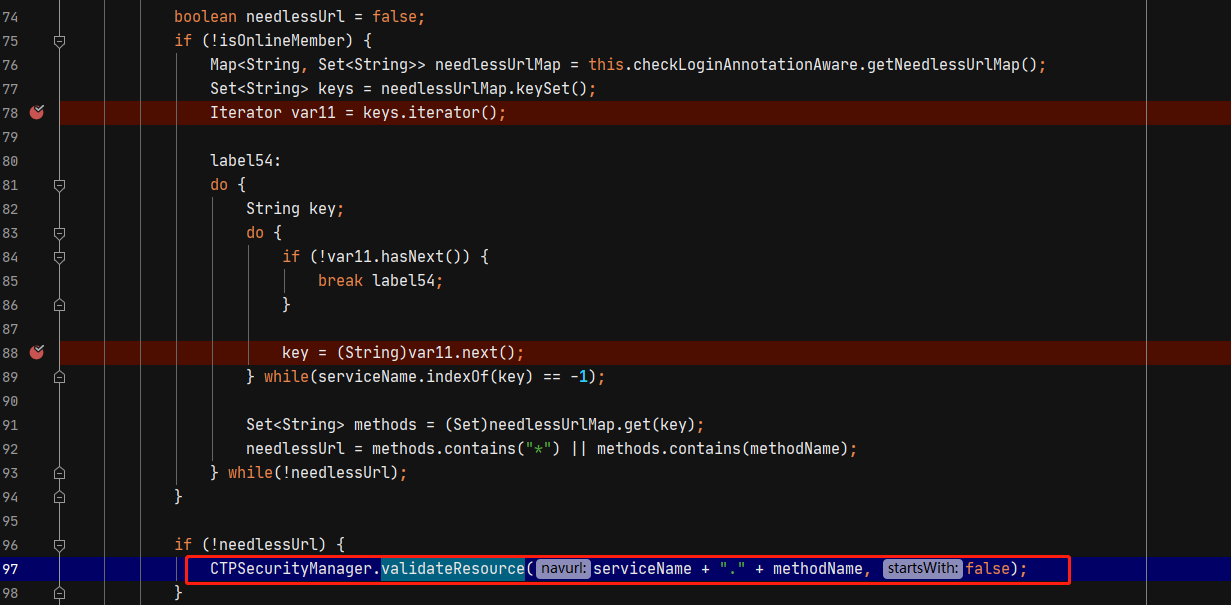 74 boolean needlessUrl = false;
75 if (!isOnlineMember) {
76 Map<String, Set<String>> needlessUrlMap = this.checkLoginAnnotationAware.getNeedlessUrlMap();
77 Set<String> keys = needlessUrlMap.keySet();
78 Iterator var11 = keys.iterator();
79
80 label54:
81 do {
82 String key;
83 do {
84 if (!var11.hasNext()) {
85 break label54;
86 }
87
88 key = (String)var11.next();
89 } while(serviceName.indexOf(key) == -1);
90
91 Set<String> methods = (Set)needlessUrlMap.get(key);
92 needlessUrl = methods.contains("*") || methods.contains(methodName);
93 } while(!needlessUrl);
94 }
95
96 if (!needlessUrl) {
97 CTPSecurityManager.validateResource( navurl: serviceName + "." + methodName, startsWith: false);
98 }